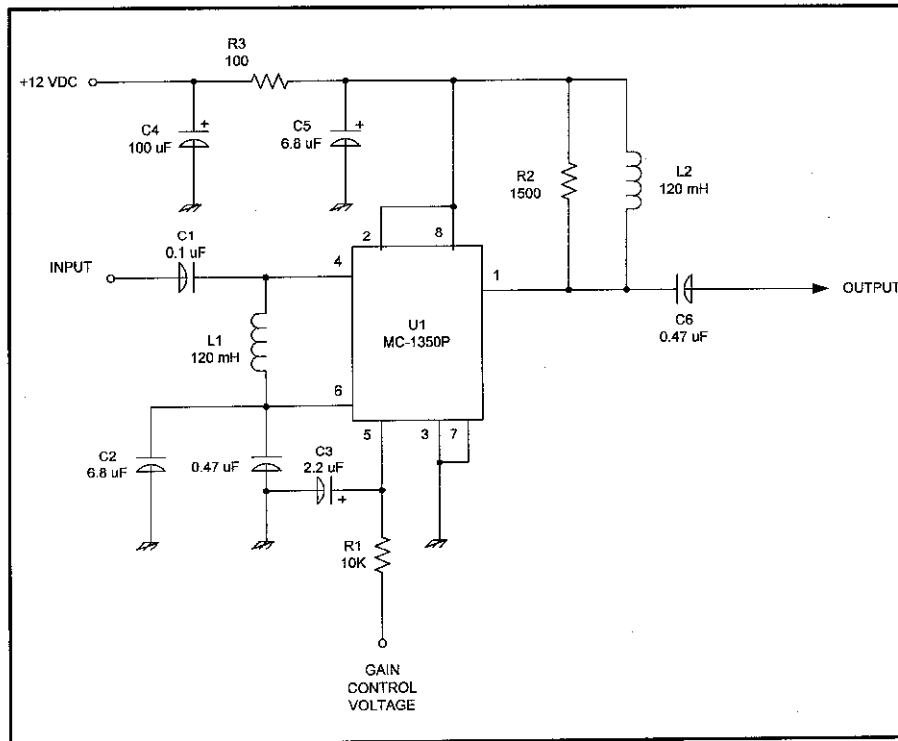 R3
100
+12 VDC
C4
100 uF
+
C5
6.8 uF
+
R2
1500
L2
120 mH
C1
0.1 uF
2
8
INPUT
4
1
OUTPUT
U1
MC-1350P
C6
0.47 uF
L1
120 mH
6
5
3
7
C2
6.8 uF
0.47 uF
C3
2.2 uF
+
R1
10K
GAIN
CONTROL
VOLTAGE